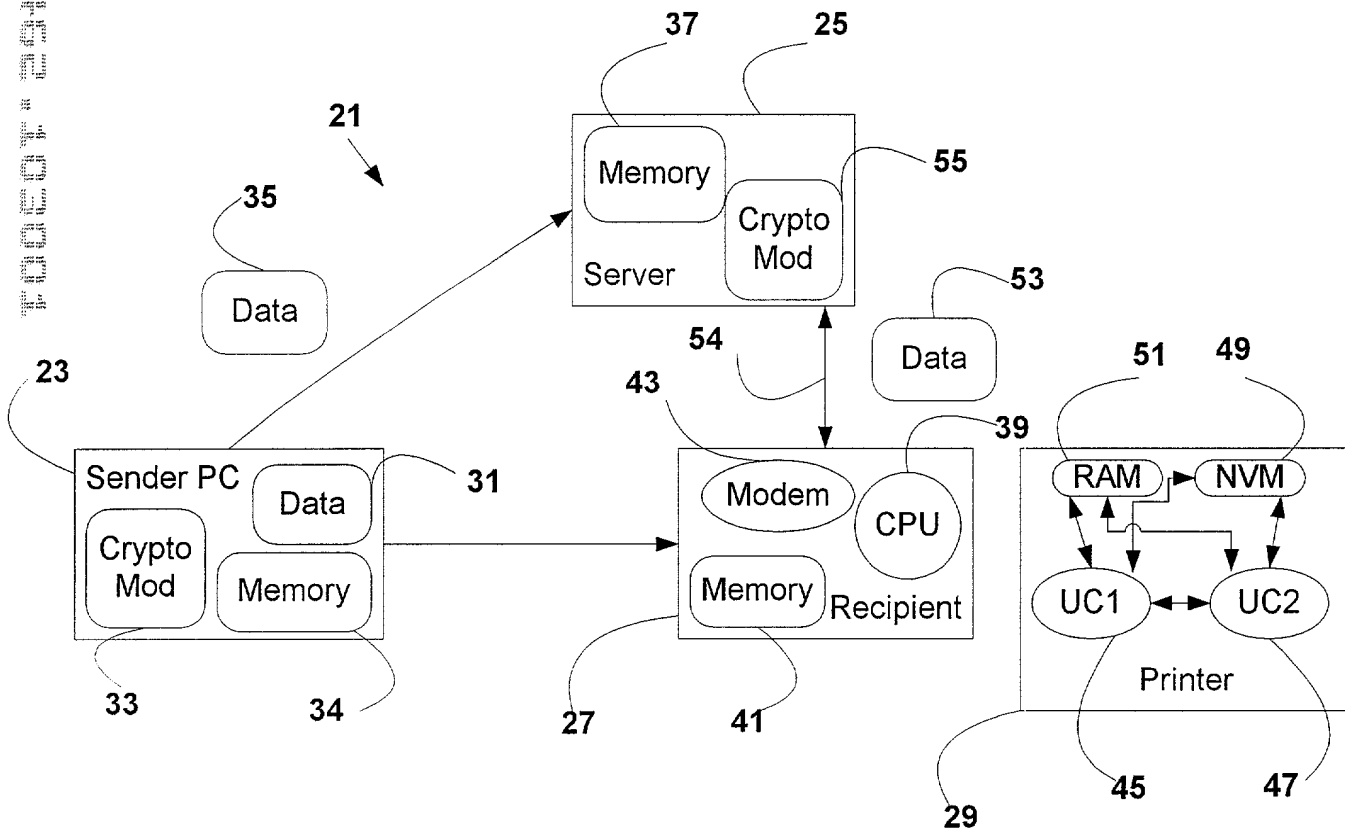 37
25
21
55
Memory
35
Crypto
Mod
Data
Server
53
54
Data
23
43
51
49
39
Sender PC
31
Data
Modem
RAM
NVM
CPU
Crypto
Mod
Memory
Memory
Recipient
UC1
UC2
Printer
33
34
27
41
45
47
29